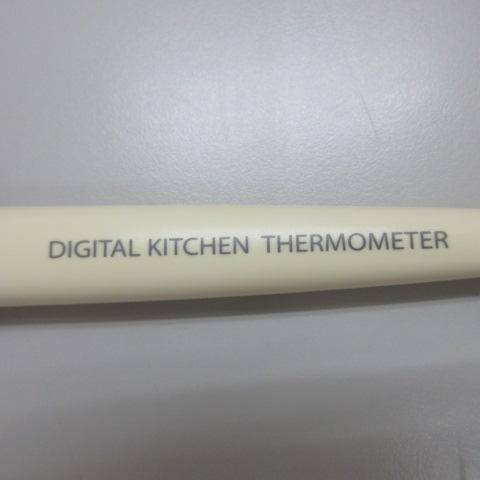 DIGITAL KITCHEN THERMOMETER